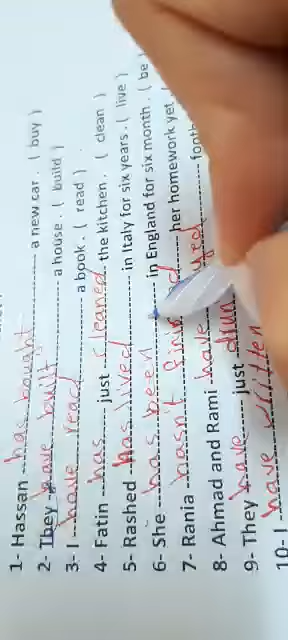 1- Hassan has bought a new car. ( buy )
2- They have built a house. ( build )
3- I have read a book. ( read )
4- Fatin has just cleaned the kitchen. ( clean )
5- Rashed has lived in Italy for six years. ( live )
6- She has been in England for six month. ( be
7- Rania hasn't her homework yet.
8- Ahmad and Rami have
9- They have just
10- I have written